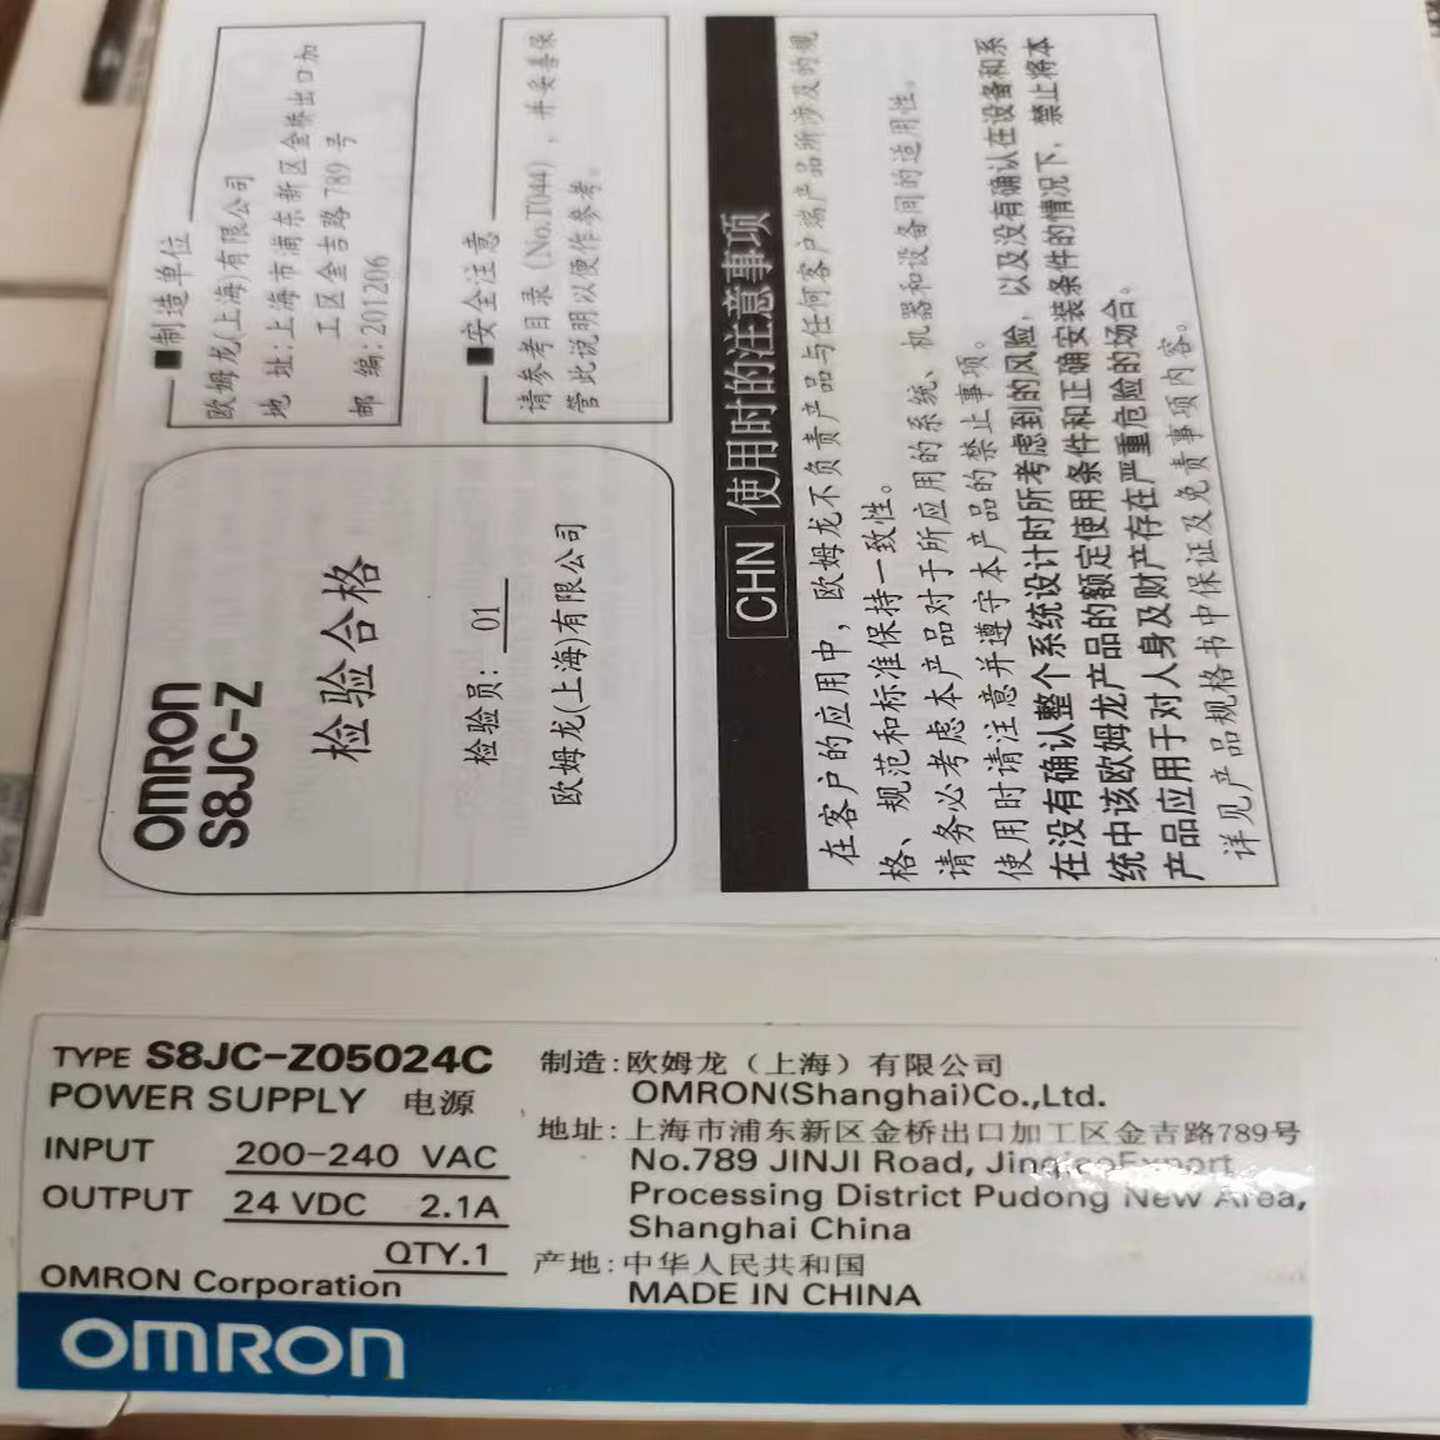 ■制造单位
欧姆龙(上海)有限公司
地 址:上海市浦东新区金桥出口加
工区金吉路789号
邮 编:201206
■安全注意
请参考目录(No.T044)，并妥善保
管此说明以便作参考。
OMRON
S8JC-Z
检验合格
检验员: 01
欧姆龙(上海)有限公司
CHN 使用时的注意事项
在客户的应用中，欧姆龙不负责产品与任何客户端产品所涉及的规
格、规范和标准保持一致性。
请务必考虑本产品对于所应用的系统、机器和设备间的适用性。
使用时请注意并遵守本产品的禁止事项。
在没有确认整个系统设计时所考虑到的风险，以及没有确认在设备和系
统中该欧姆龙产品的额定使用条件和正确安装条件的情况下，禁止将本
产品应用于对人身及财产存在严重危险的场合。
详见产品规格书中保证及免责事项内容。
TYPE S8JC-Z05024C
POWER SUPPLY 电源
INPUT 200-240 VAC
OUTPUT 24 VDC 2.1A
QTY.1
OMRON Corporation
制造:欧姆龙（上海）有限公司
OMRON(Shanghai)Co.,Ltd.
地址:上海市浦东新区金桥出口加工区金吉路789号
No.789 JINJI Road, Export
Processing District Pudong New Area,
Shanghai China
产地:中华人民共和国
MADE IN CHINA
OMRON